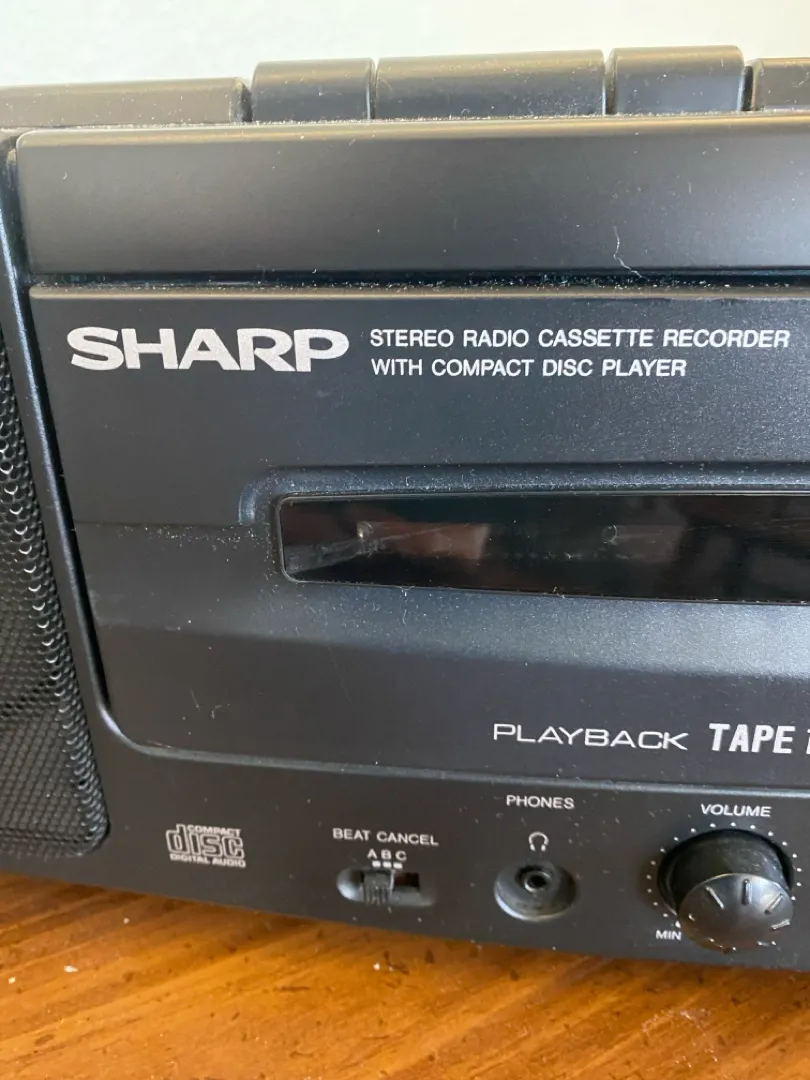 SHARP STEREO RADIO CASSETTE RECORDER
WITH COMPACT DISC PLAYER
PLAYBACK TAPE
PHONES
VOLUME
COMPACT
disc
DIGITAL AUDIO
BEAT CANCEL
A B C
MIN